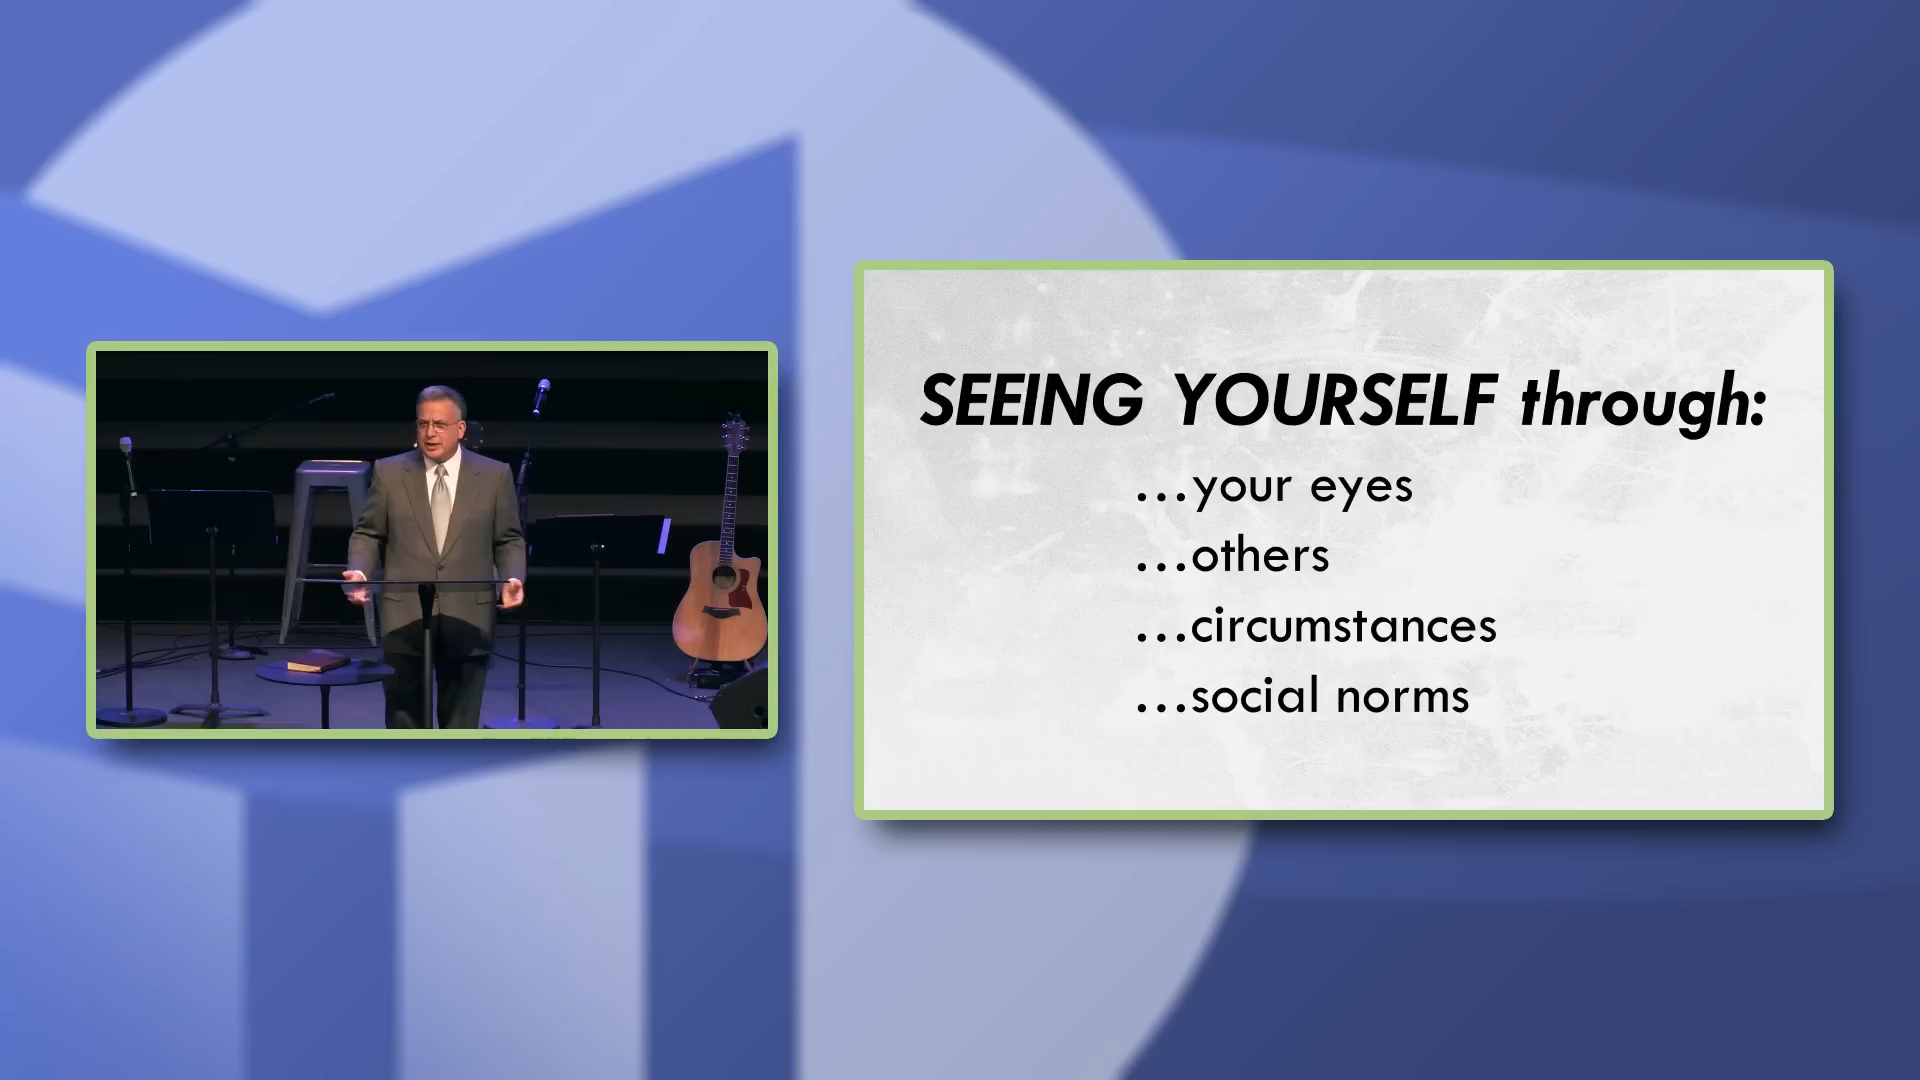 SEEING YOURSELF through:
...your eyes
...others
...circumstances
...social norms